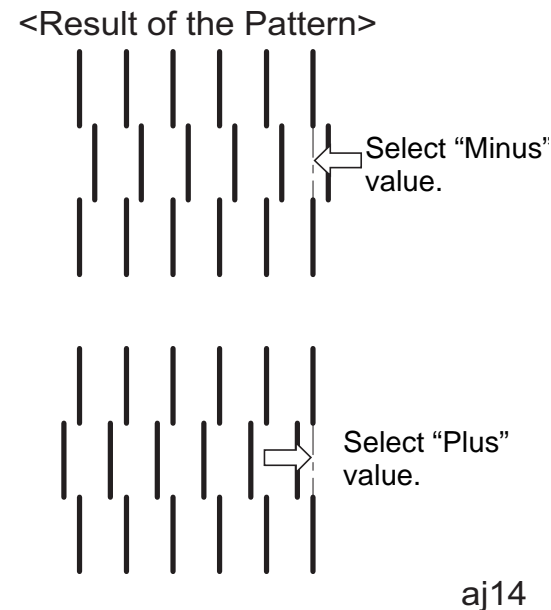 <Result of the Pattern>
Select “Minus”
value.
Select “Plus”
value.
aj14